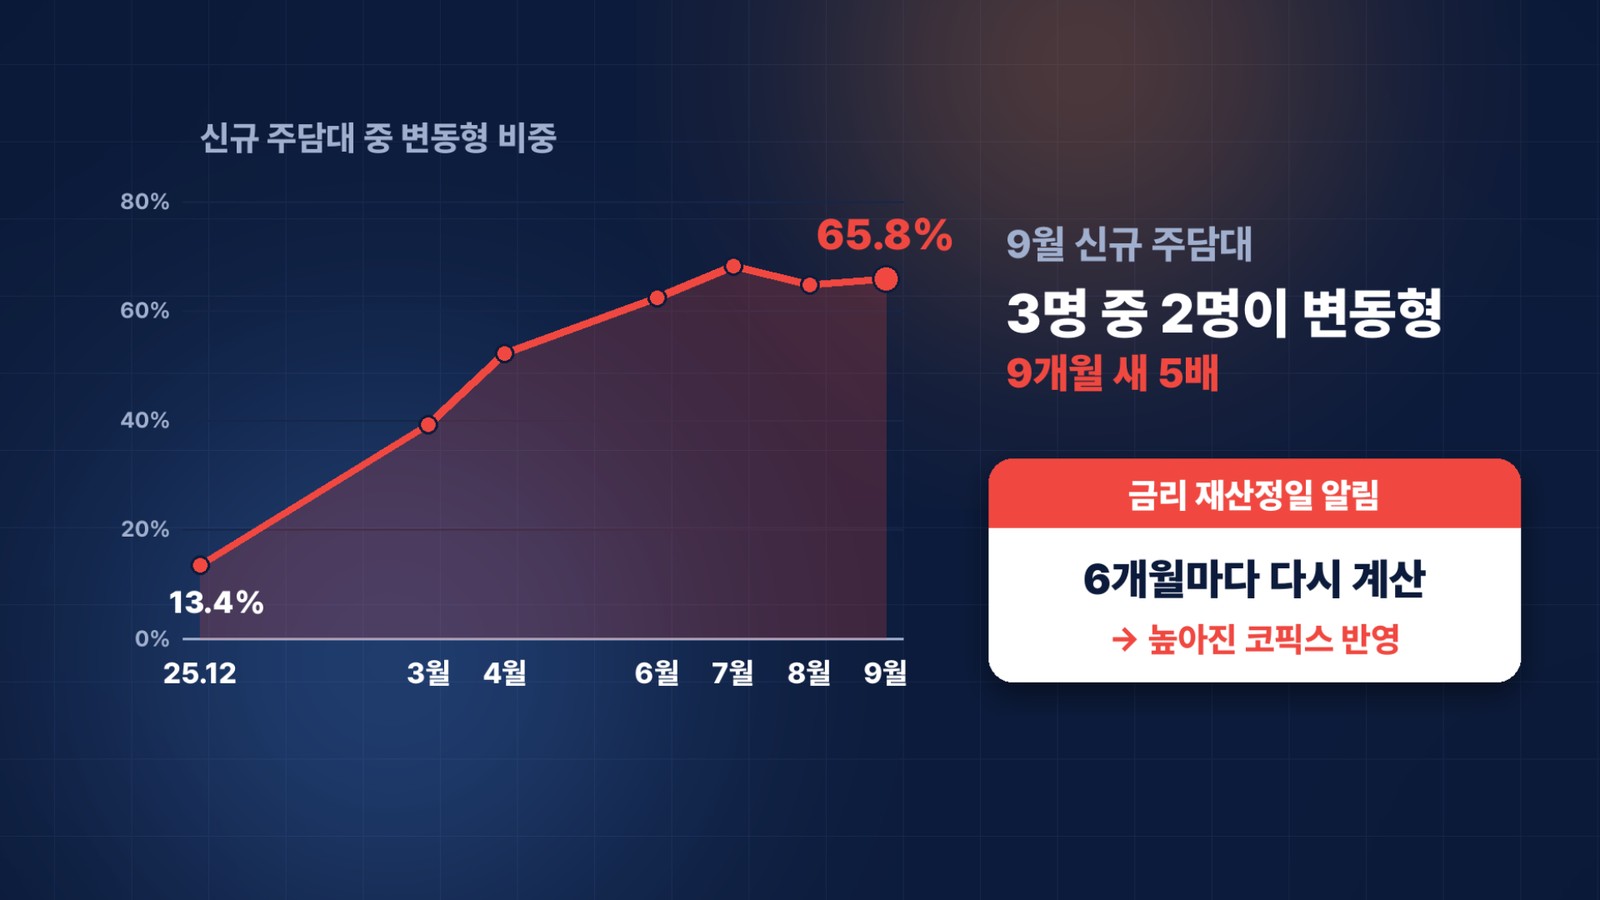 신규 주담대 중 변동형 비중
80%
60%
40%
20%
0%
13.4%
65.8%
25.12
3월
4월
6월
7월
8월
9월
9월 신규 주담대
3명 중 2명이 변동형
9개월 새 5배
금리 재산정일 알림
6개월마다 다시 계산
→ 높아진 코픽스 반영